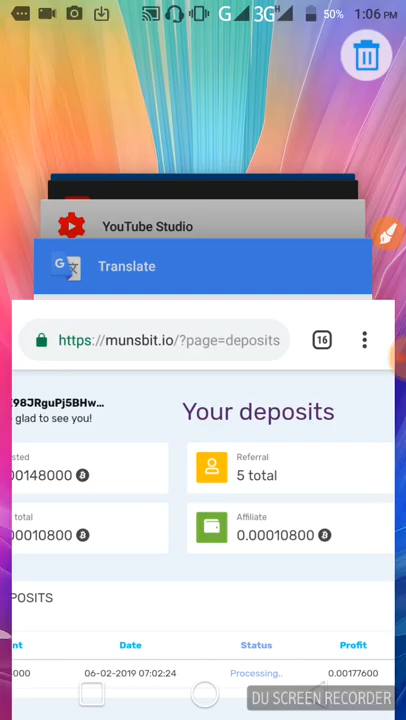 G 3G H 50% 1:06 PM
YouTube Studio
G Translate
https://munsbit.io/?page=deposits 16
98JRguPj5BHw...
glad to see you!
Your deposits
sted
00148000
Referral
5 total
total
00010800
Affiliate
0.00010800
POSITS
nt Date Status Profit
000 06-02-2019 07:02:24 Processing.. 0.00177600
DU SCREEN RECORDER